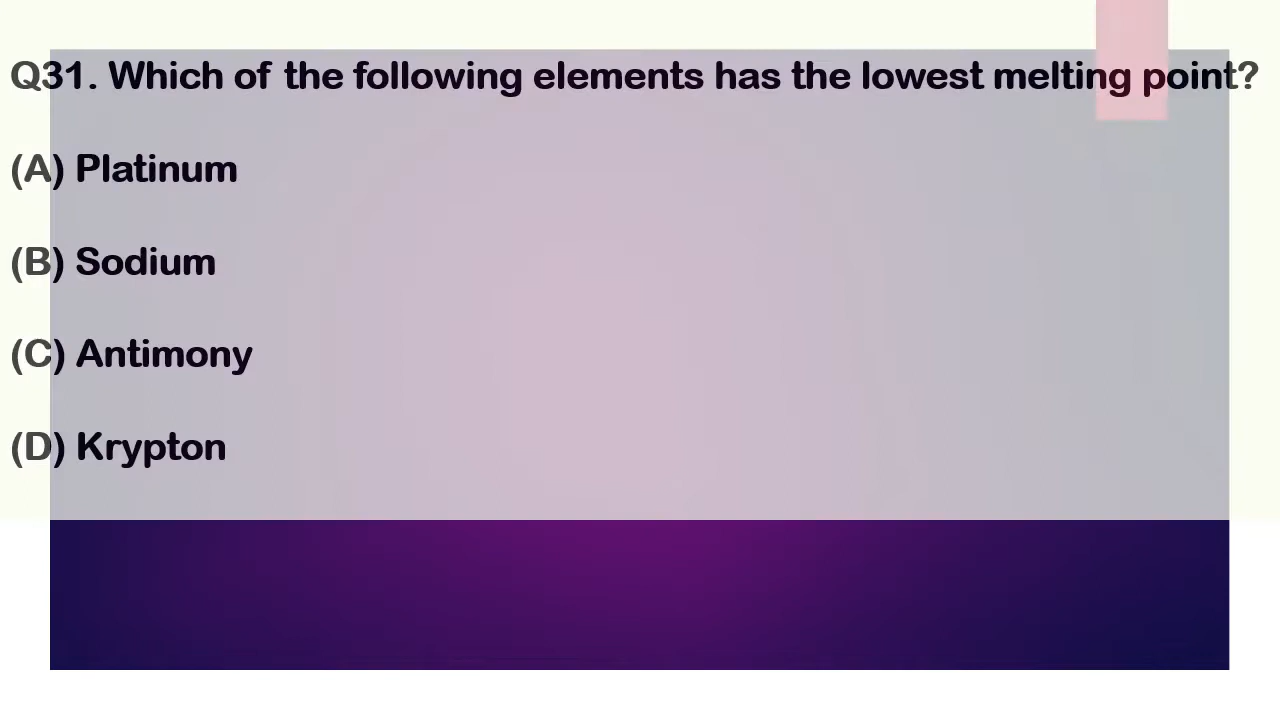 Q31. Which of the following elements has the lowest melting point?
(A) Platinum
(B) Sodium
(C) Antimony
(D) Krypton